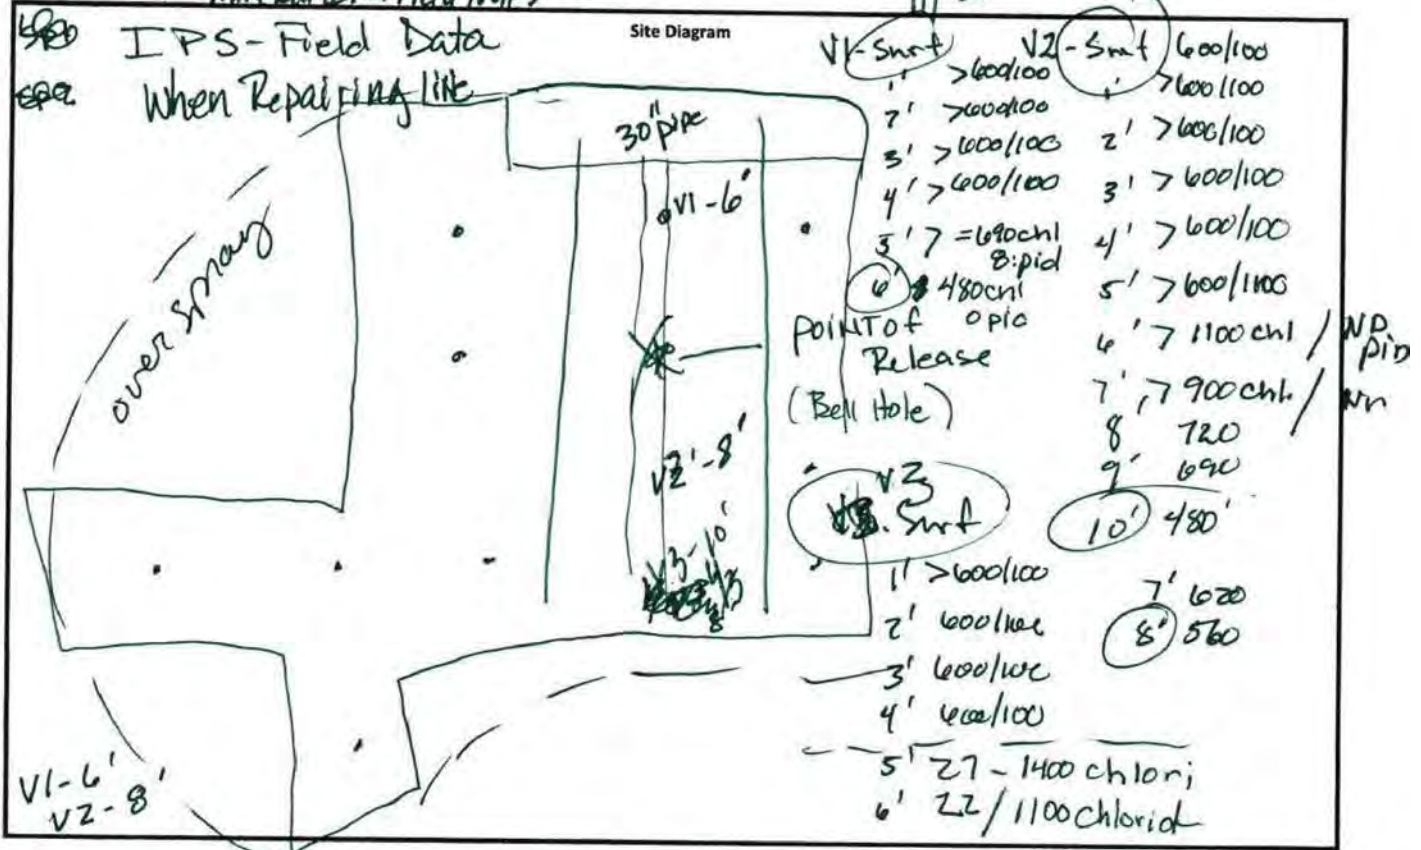 Site Diagram
IPS-Field Data
When Repairing line
30" pipe
V1-6'
over spray
V2'-8'
V3-10'
V1-6'
V2-8'
V1-Surf
1' >600/100
2' >600/100
3' >600/100
4' >600/100
5' > =690chl
8:pid
6' 480chl
0 pid
POINT of
Release
(Bell Hole)
V2-Surf 600/100
1' >600/100
2' >600/100
3' >600/100
4' >600/100
5' >600/1100
6' > 1100 chl / ND
PID
7' > 900 chl /
8' 720
9' 690
10' 480'
V3
Surf
1' >600/100
2' 600/
3' 600/
4' 600/100
5' 27-1400 chlori
6' 22/1100 Chlorid
7' 620
8' 560